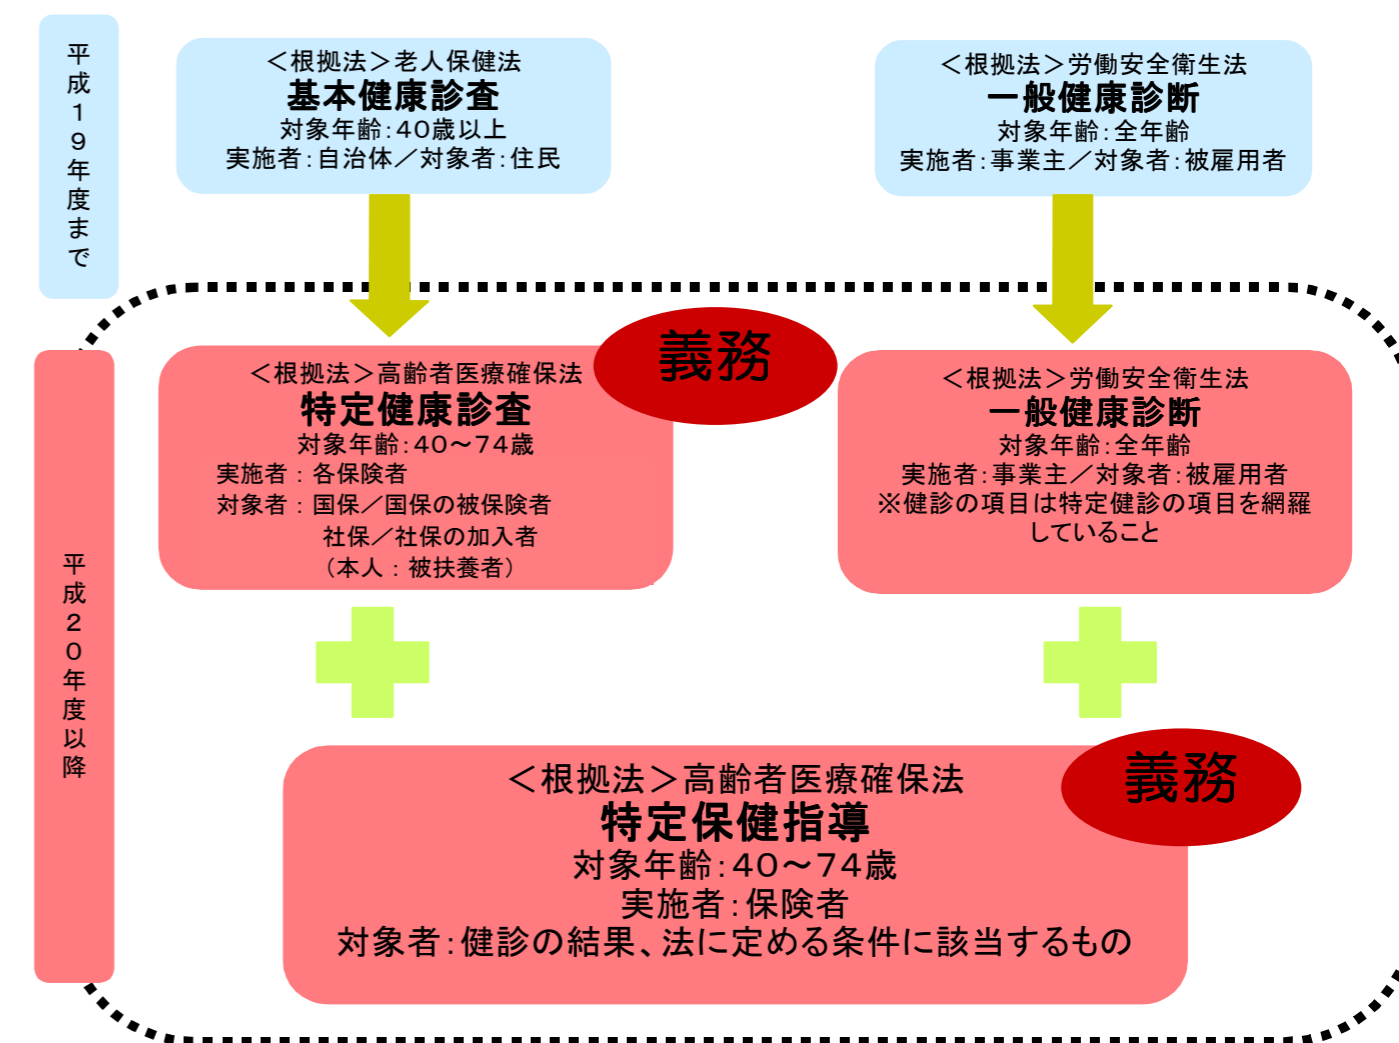 平成19年度まで
＜根拠法＞老人保健法
基本健康診査
対象年齢：40歳以上
実施者：自治体／対象者：住民
＜根拠法＞労働安全衛生法
一般健康診断
対象年齢：全年齢
実施者：事業主／対象者：被雇用者
平成20年度以降
＜根拠法＞高齢者医療確保法
特定健康診査
対象年齢：40～74歳
実施者：各保険者
対象者：国保／国保の被保険者
社保／社保の加入者
（本人：被扶養者）
義務
＜根拠法＞労働安全衛生法
一般健康診断
対象年齢：全年齢
実施者：事業主／対象者：被雇用者
※健診の項目は特定健診の項目を網羅
していること
＜根拠法＞高齢者医療確保法
特定保健指導
対象年齢：40～74歳
実施者：保険者
対象者：健診の結果、法に定める条件に該当するもの
義務